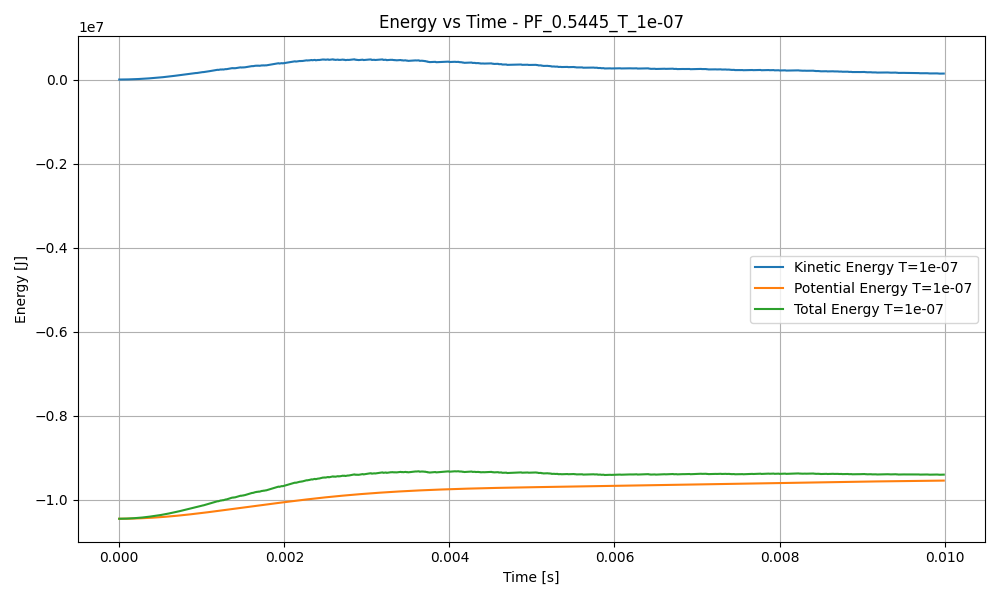 Energy vs Time - PF_0.5445_T_1e-07
1e7
0.0
−0.2
−0.4
−0.6
−0.8
−1.0
Energy [J]
Kinetic Energy T=1e-07
Potential Energy T=1e-07
Total Energy T=1e-07
0.000
0.002
0.004
0.006
0.008
0.010
Time [s]